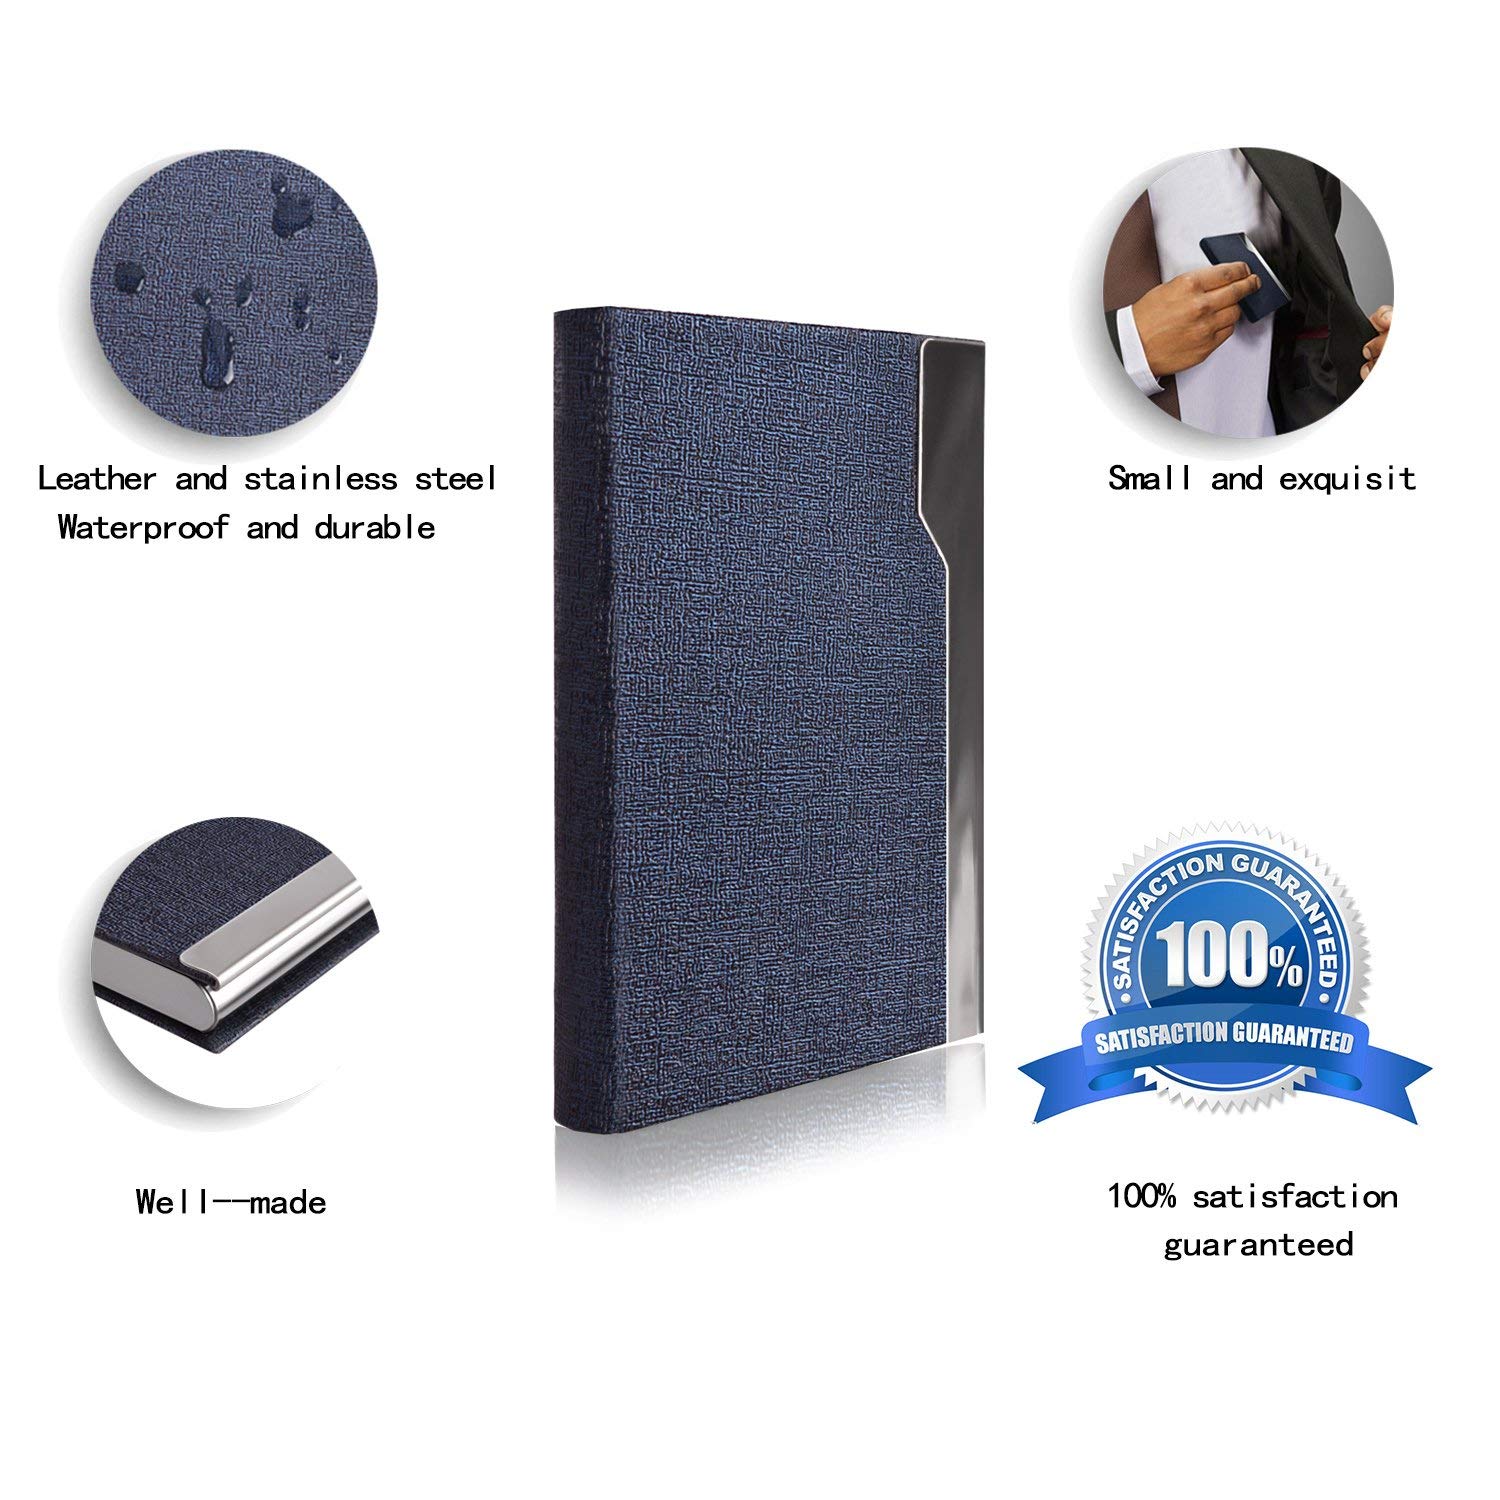 Leather and stainless steel
Waterproof and durable
Small and exquisit
Well--made
SATISFACTION GUARANTEED
100%
SATISFACTION GUARANTEED
100% satisfaction
guaranteed